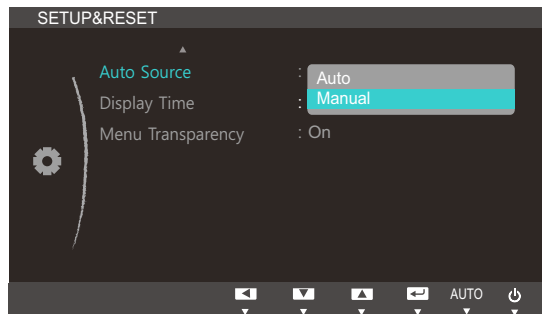 SETUP&RESET
Auto Source : Auto
Manual
Display Time :
Menu Transparency : On
AUTO